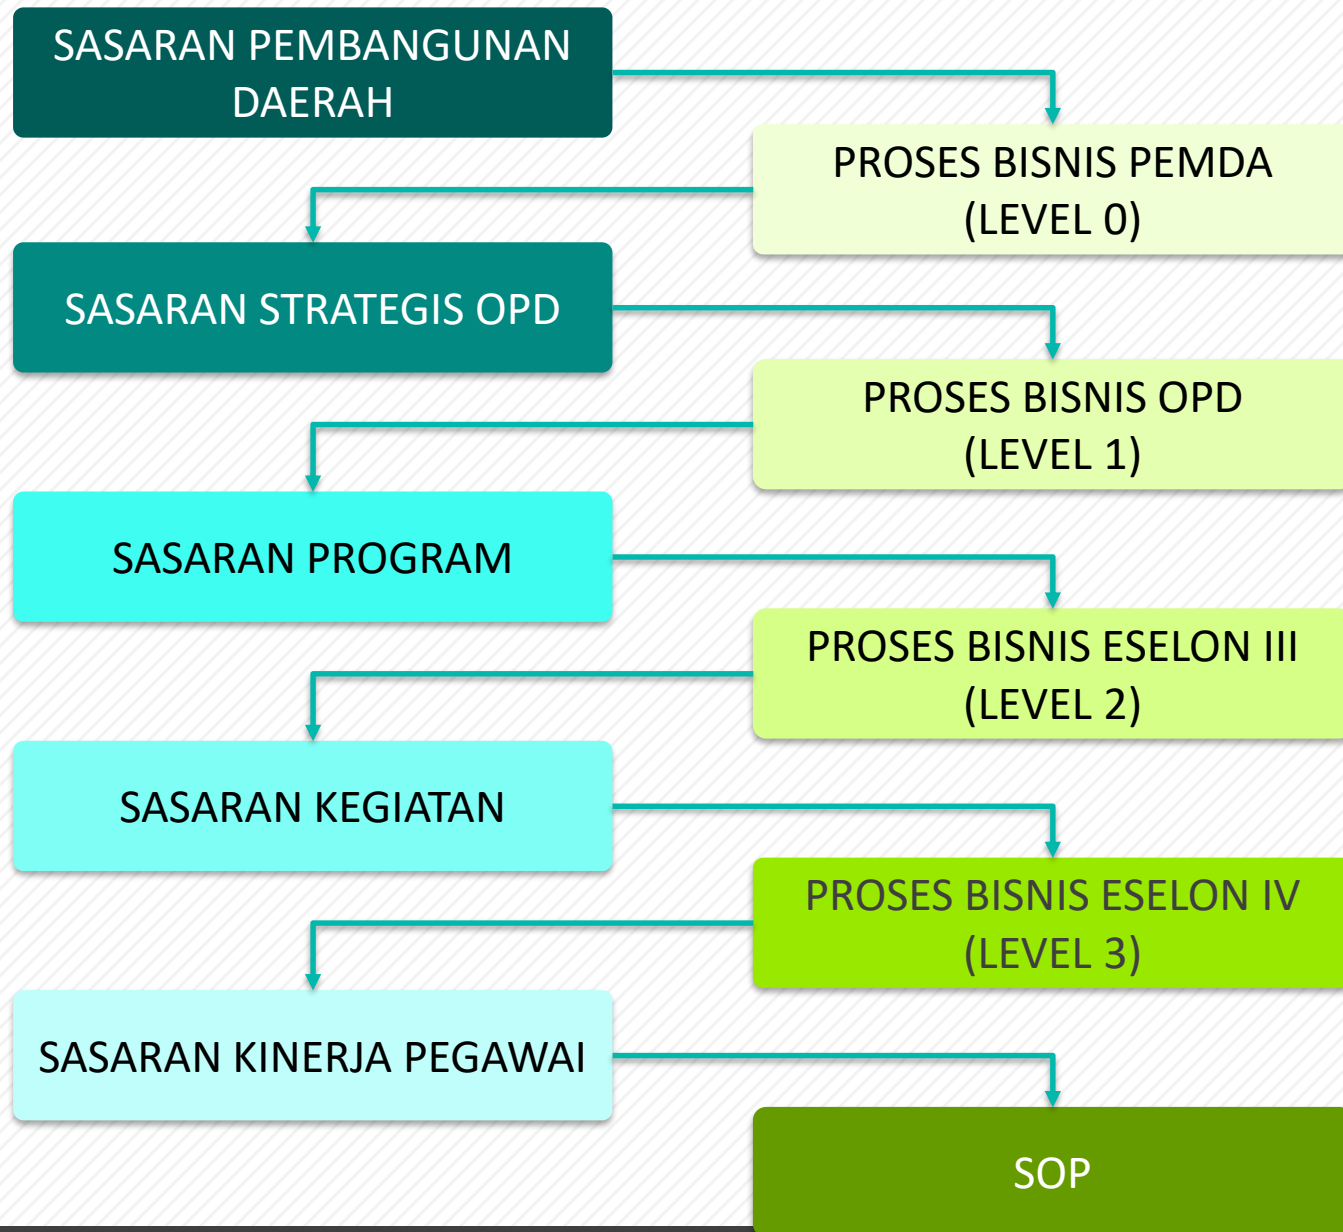 SASARAN PEMBANGUNAN
DAERAH
PROSES BISNIS PEMDA
(LEVEL 0)
SASARAN STRATEGIS OPD
PROSES BISNIS OPD
(LEVEL 1)
SASARAN PROGRAM
PROSES BISNIS ESELON III
(LEVEL 2)
SASARAN KEGIATAN
PROSES BISNIS ESELON IV
(LEVEL 3)
SASARAN KINERJA PEGAWAI
SOP